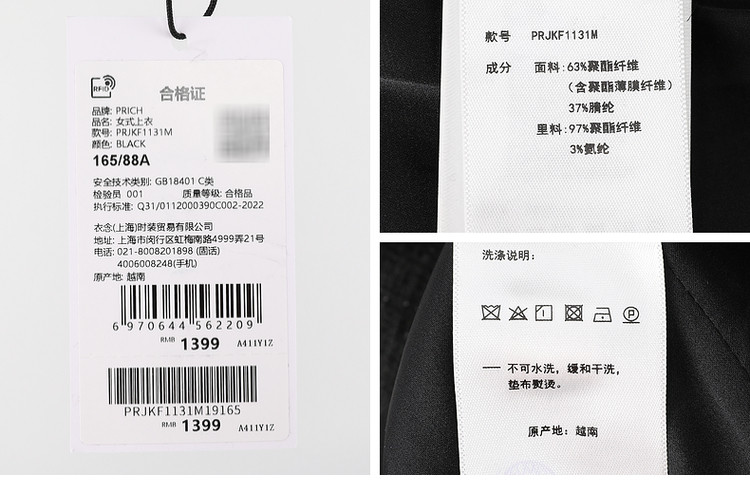 RFID
合格证
品牌: PRICH
品名: 女式上衣
款号: PRJKF1131M
颜色: BLACK
165/88A
安全技术类别: GB18401 C类
检验员 001 质量等级: 合格品
执行标准: Q31/0112000390C002-2022
衣念(上海)时装贸易有限公司
地址: 上海市闵行区虹梅南路4999弄21号
电话: 021-8008201898 (固话)
4006008248(手机)
原产地: 越南
6 970644 562209
RMB 1399 A411Y1Z
PRJKF1131M19165
RMB 1399 A411Y1Z
款号 PRJKF1131M
成分 面料: 63%聚酯纤维
(含聚酯薄膜纤维)
37%腈纶
里料: 97%聚酯纤维
3%氨纶
洗涤说明:
P
— 不可水洗, 缓和干洗,
垫布熨烫。
原产地: 越南